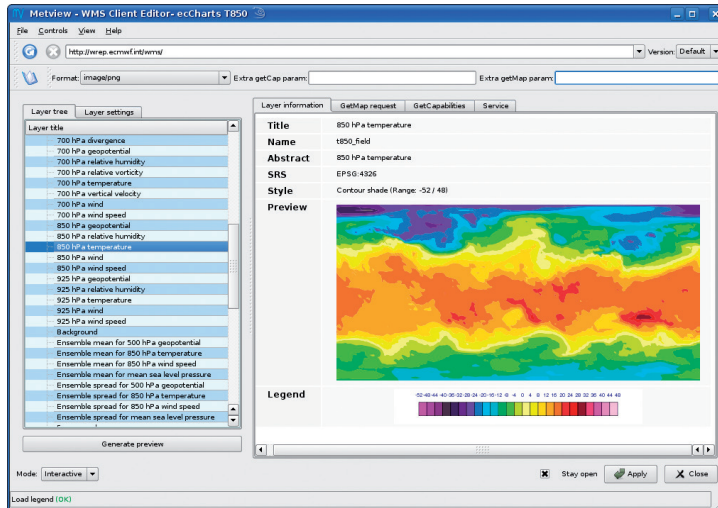 Metview - WMS Client Editor- ecCharts T850
File Controls View Help
http://wrep.ecmwf.int/wms/ Version: Default
Format: image/png Extra getCap param: Extra getMap param:
Layer tree Layer settings
Layer title
700 hPa divergence
700 hPa geopotential
700 hPa relative humidity
700 hPa relative vorticity
700 hPa temperature
700 hPa vertical velocity
700 hPa wind
700 hPa wind speed
850 hPa geopotential
850 hPa relative humidity
850 hPa temperature
850 hPa wind
850 hPa wind speed
925 hPa geopotential
925 hPa relative humidity
925 hPa temperature
925 hPa wind
925 hPa wind speed
Background
Ensemble mean for 500 hPa geopotential
Ensemble mean for 850 hPa temperature
Ensemble mean for 850 hPa wind speed
Ensemble mean for mean sea level pressure
Ensemble spread for 500 hPa geopotential
Ensemble spread for 850 hPa temperature
Ensemble spread for 850 hPa wind speed
Ensemble spread for mean sea level pressure
Generate preview
Layer information GetMap request GetCapabilities Service
Title 850 hPa temperature
Name t850_field
Abstract 850 hPa temperature
SRS EPSG:4326
Style Contour shade (Range: -52 / 48)
Preview
Legend
-52-48-44-40-36-32-28-24-20-16-12 -8 -4 0 4 8 12 16 20 24 28 32 36 40 44 48
Mode: Interactive Stay open Apply Close
Load legend (OK)